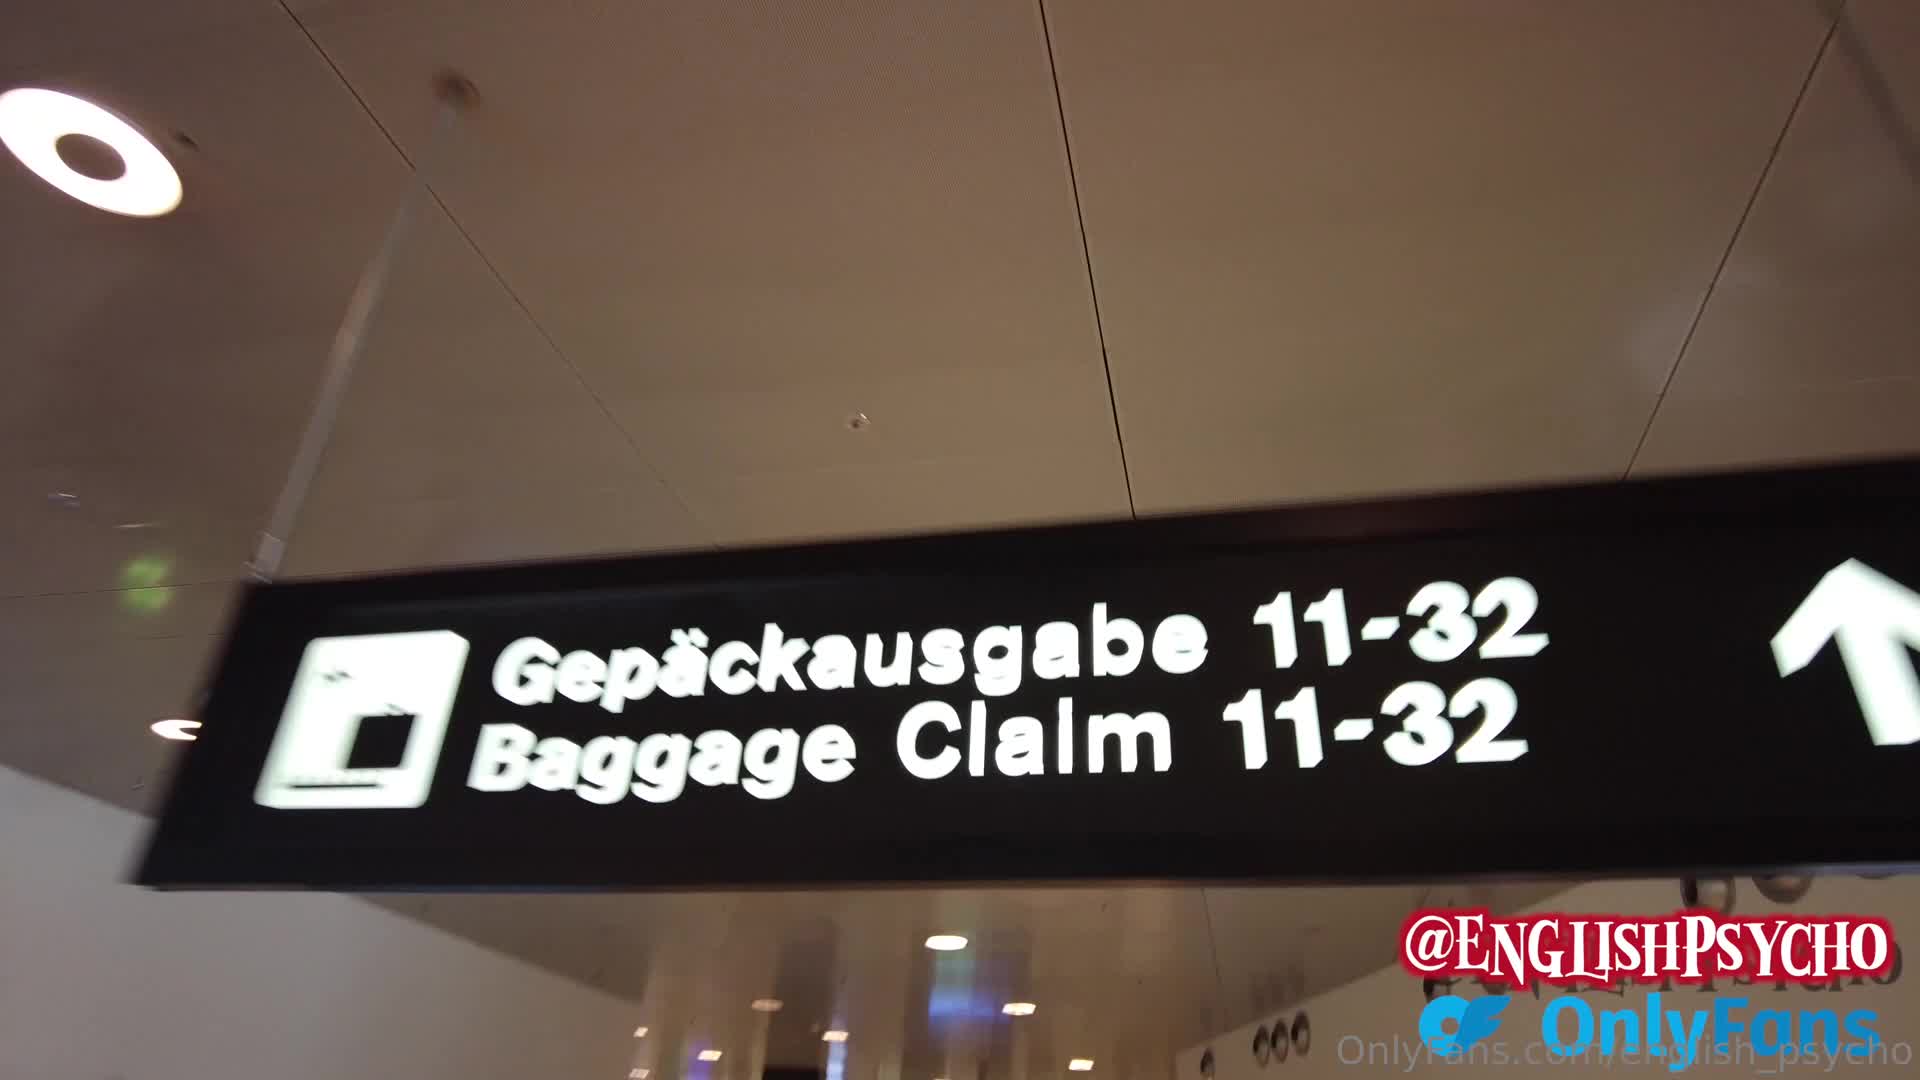 Gepäckausgabe 11-32
Baggage Claim 11-32
@ENGLISHPSYCHO
OnlyFans
OnlyFans.com/english_psycho